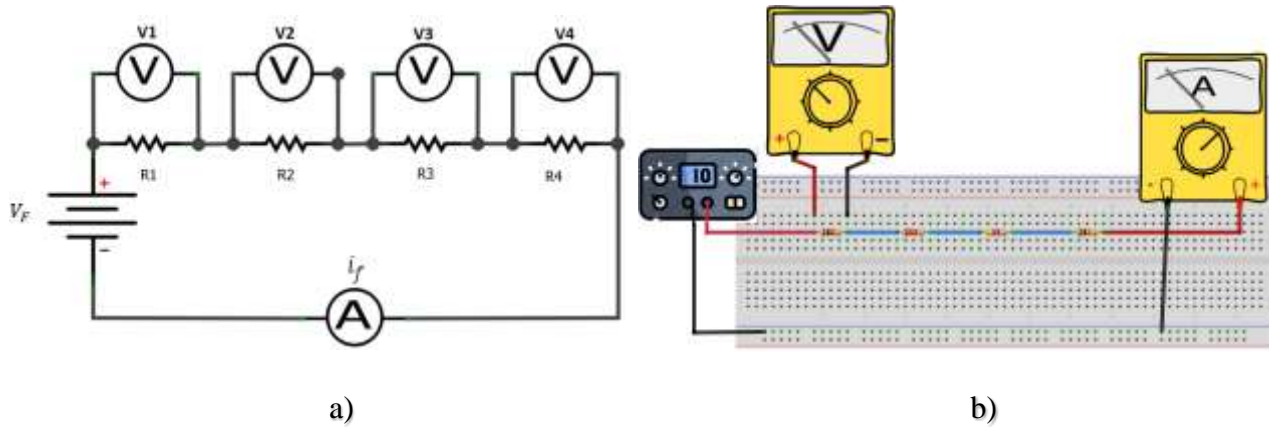 V1 V2 V3 V4
V V V V
R1 R2 R3 R4
+
V_F
−
i_f
A
V
+ −
A
- +
10
a) b)